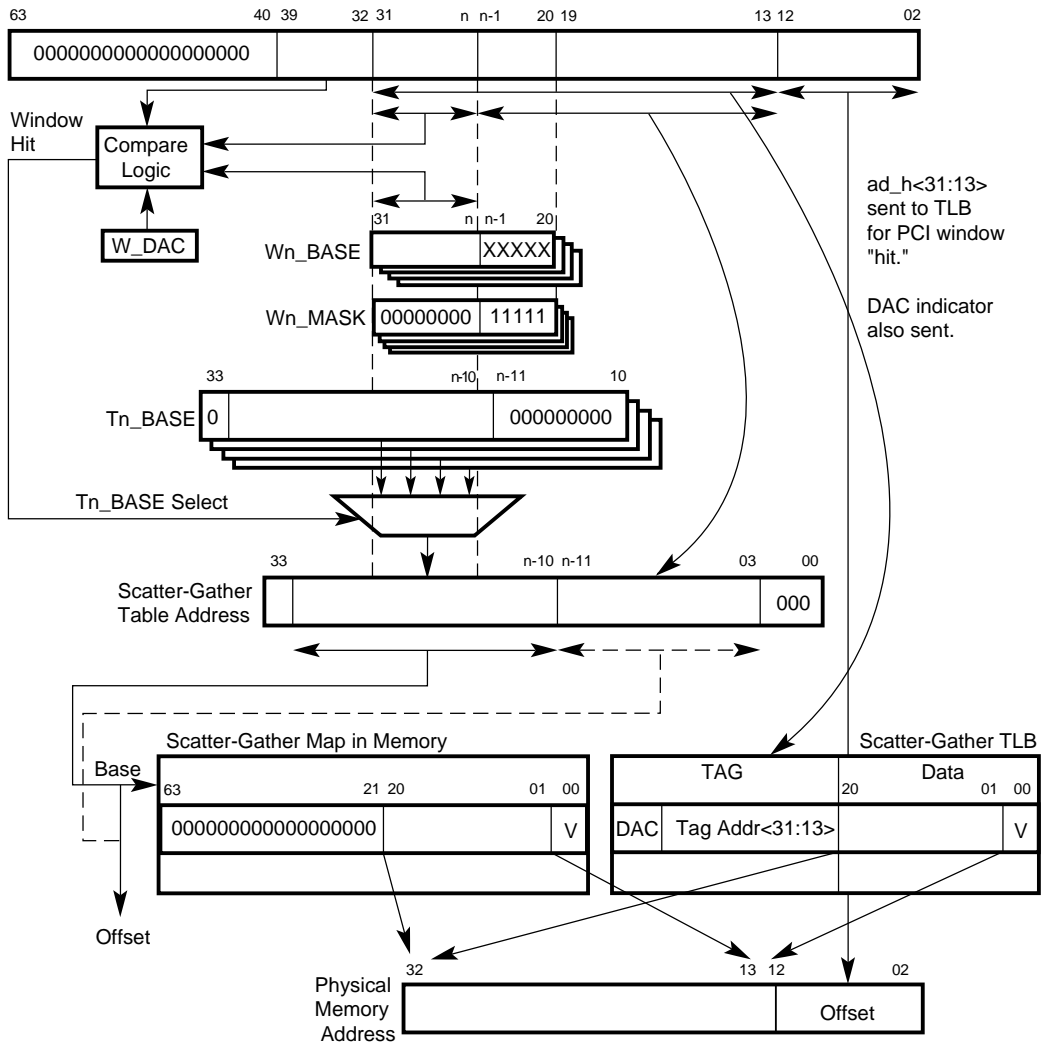 63 40 39 32 31 n n-1 20 19 13 12 02
0000000000000000000000
Window
Hit
Compare
Logic
W_DAC
ad_h<31:13>
sent to TLB
for PCI window
"hit."
DAC indicator
also sent.
31 n n-1 20
Wn_BASE XXXXX
Wn_MASK 00000000 11111
33 n-10 n-11 10
Tn_BASE 0 000000000
Tn_BASE Select
33 n-10 n-11 03 00
Scatter-Gather
Table Address
000
Scatter-Gather Map in Memory
Base
63 21 20 01 00
0000000000000000000 V
Offset
Scatter-Gather TLB
TAG Data
20 01 00
DAC Tag Addr<31:13> V
32 13 12 02
Physical
Memory
Address
Offset